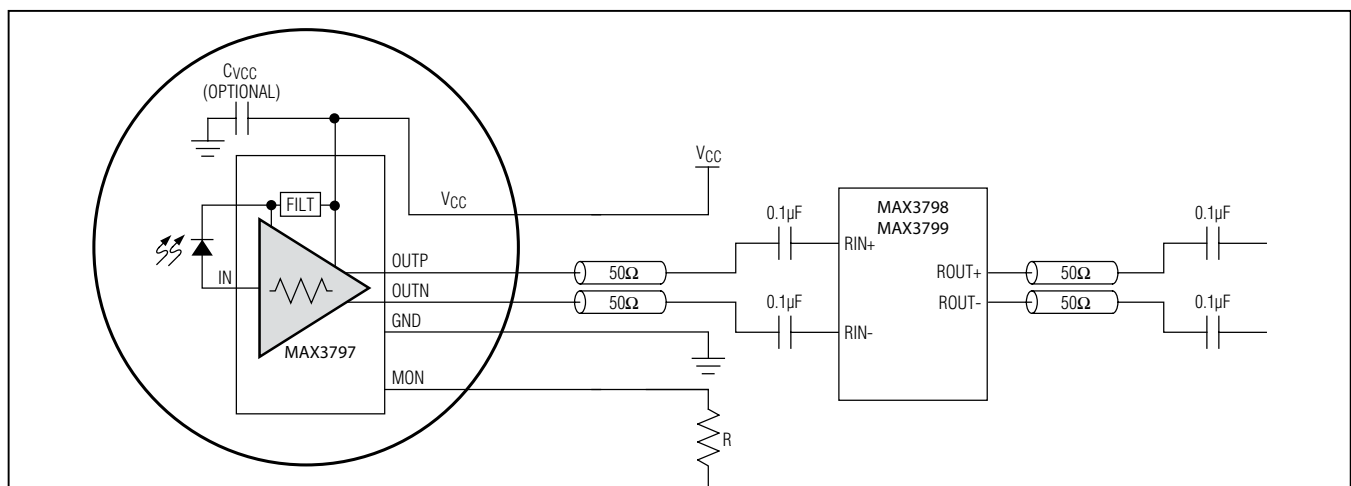 CVCC
(OPTIONAL)
VCC
FILT
VCC
0.1µF
MAX3798
MAX3799
0.1µF
RIN+
OUTP
50Ω
ROUT+
50Ω
IN
OUTN
50Ω
0.1µF
ROUT-
50Ω
0.1µF
GND
RIN-
MAX3797
MON
R